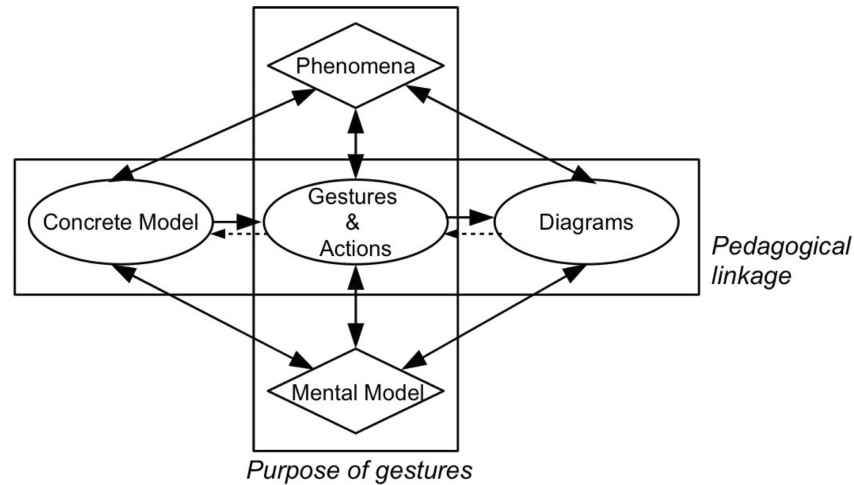 Phenomena
Concrete Model
Gestures
&
Actions
Diagrams
Pedagogical
linkage
Mental Model
Purpose of gestures